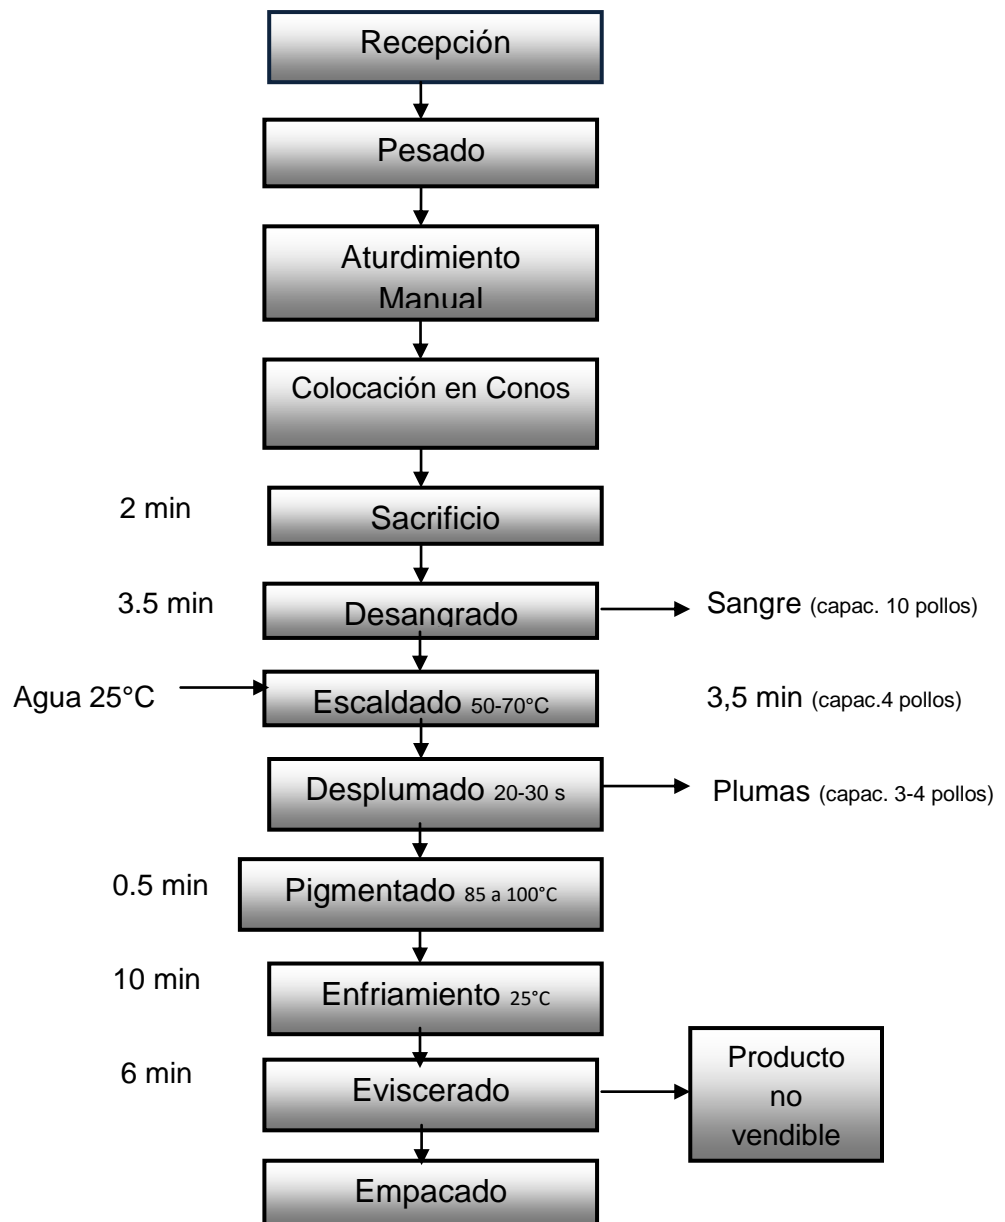 Recepción
Pesado
Aturdimiento
Manual
Colocación en Conos
2 min
Sacrificio
3.5 min
Desangrado
Sangre (capac. 10 pollos)
Agua 25°C
Escaldado 50-70°C
3,5 min (capac.4 pollos)
Desplumado 20-30 s
Plumas (capac. 3-4 pollos)
0.5 min
Pigmentado 85 a 100°C
10 min
Enfriamiento 25°C
6 min
Eviscerado
Producto
no
vendible
Empacado